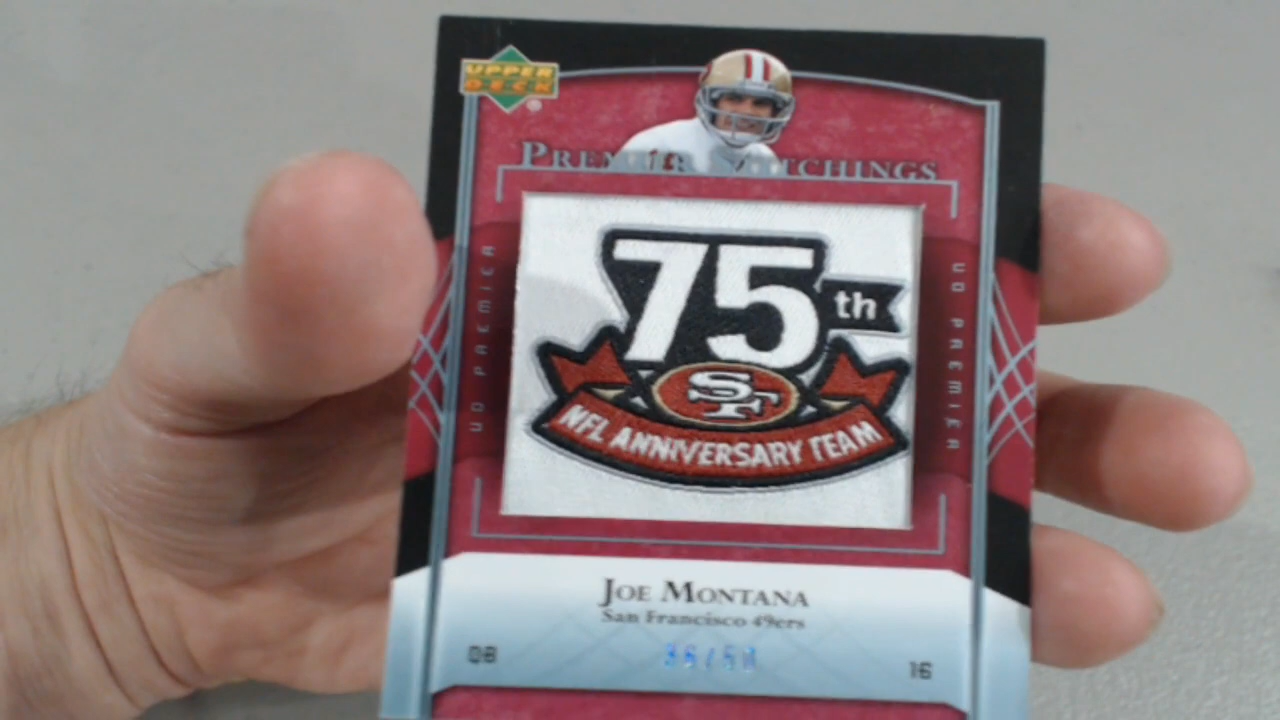 UPPER
DECK
®
PREMIER STITCHINGS
UD PREMIER
75th
SF
NFL ANNIVERSARY TEAM
UD PREMIER
JOE MONTANA
San Francisco 49ers
QB
16